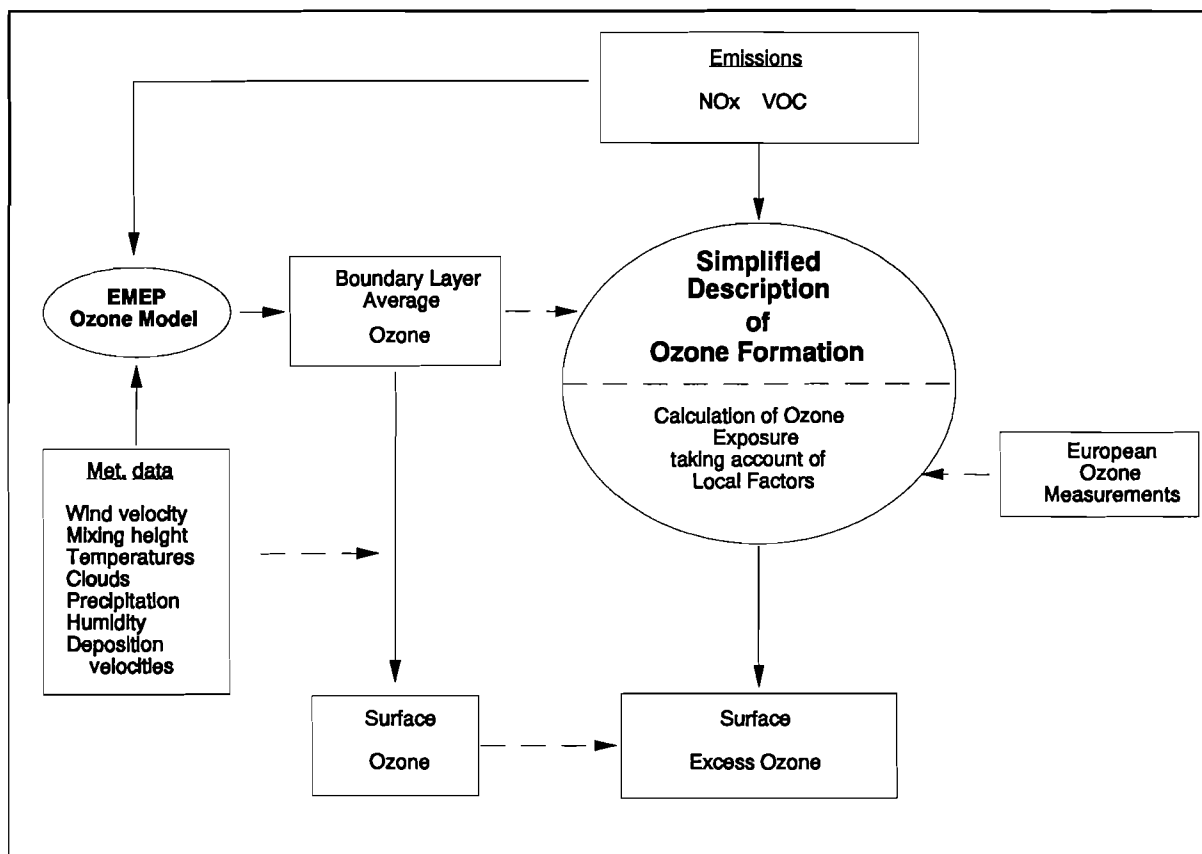 Emissions
NOx VOC
EMEP
Ozone Model
Boundary Layer
Average
Ozone
Simplified
Description
of
Ozone Formation
Calculation of Ozone
Exposure
taking account of
Local Factors
European
Ozone
Measurements
Met. data
Wind velocity
Mixing height
Temperatures
Clouds
Precipitation
Humidity
Deposition
velocities
Surface
Ozone
Surface
Excess Ozone